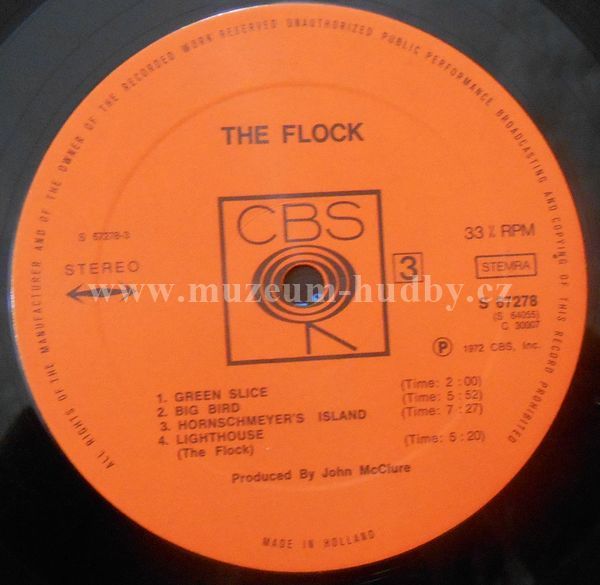 ALL RIGHTS OF THE MANUFACTURER AND OF THE OWNER OF THE RECORDED WORK RESERVED UNAUTHORIZED PUBLIC PERFORMANCE BROADCASTING AND COPYING OF THIS RECORD PROHIBITED
THE FLOCK
CBS
S 67278-3
STEREO
3
33⅓ RPM
STEMRA
www.muzeum-hudby.cz
S 67278
(S 64055)
C 30007
Ⓟ 1972 CBS, Inc.
1. GREEN SLICE (Time: 2:00)
2. BIG BIRD (Time: 5:52)
3. HORNSCHMEYER'S ISLAND (Time: 7:27)
4. LIGHTHOUSE (Time: 5:20)
(The Flock)
Produced By John McClure
MADE IN HOLLAND